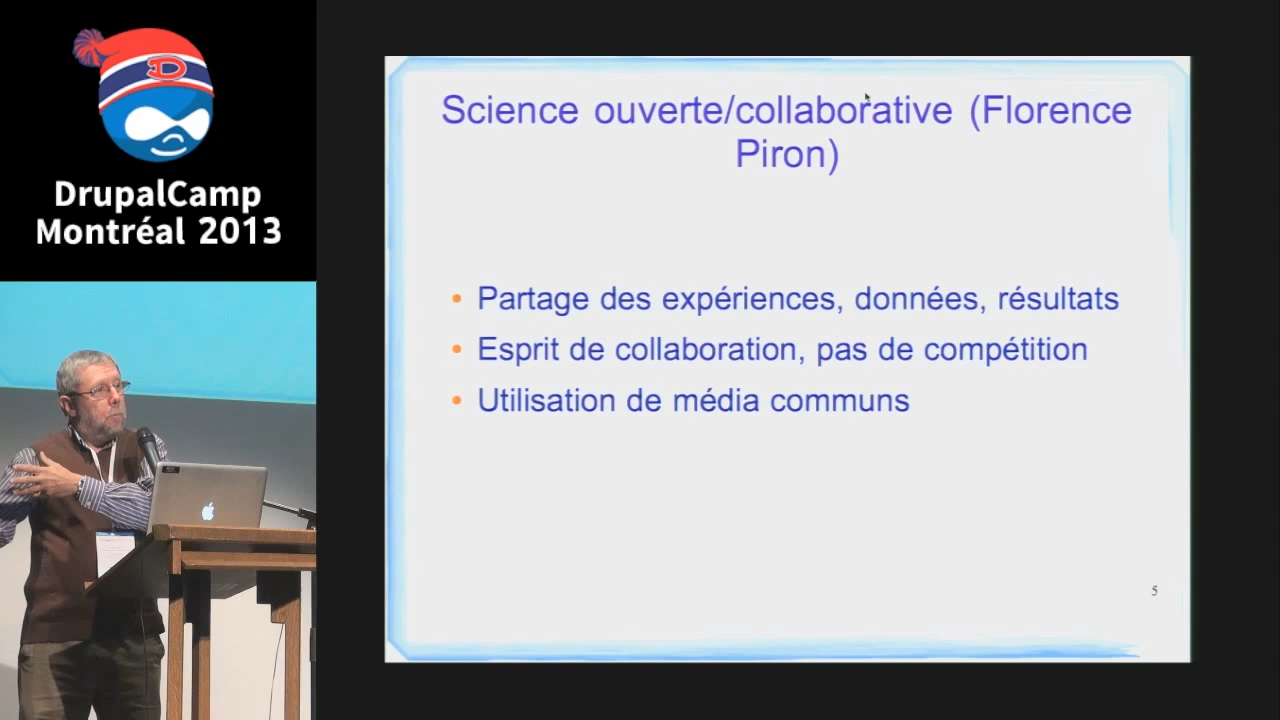 DrupalCamp
Montréal 2013
Science ouverte/collaborative (Florence
Piron)
Partage des expériences, données, résultats
Esprit de collaboration, pas de compétition
Utilisation de média communs
5